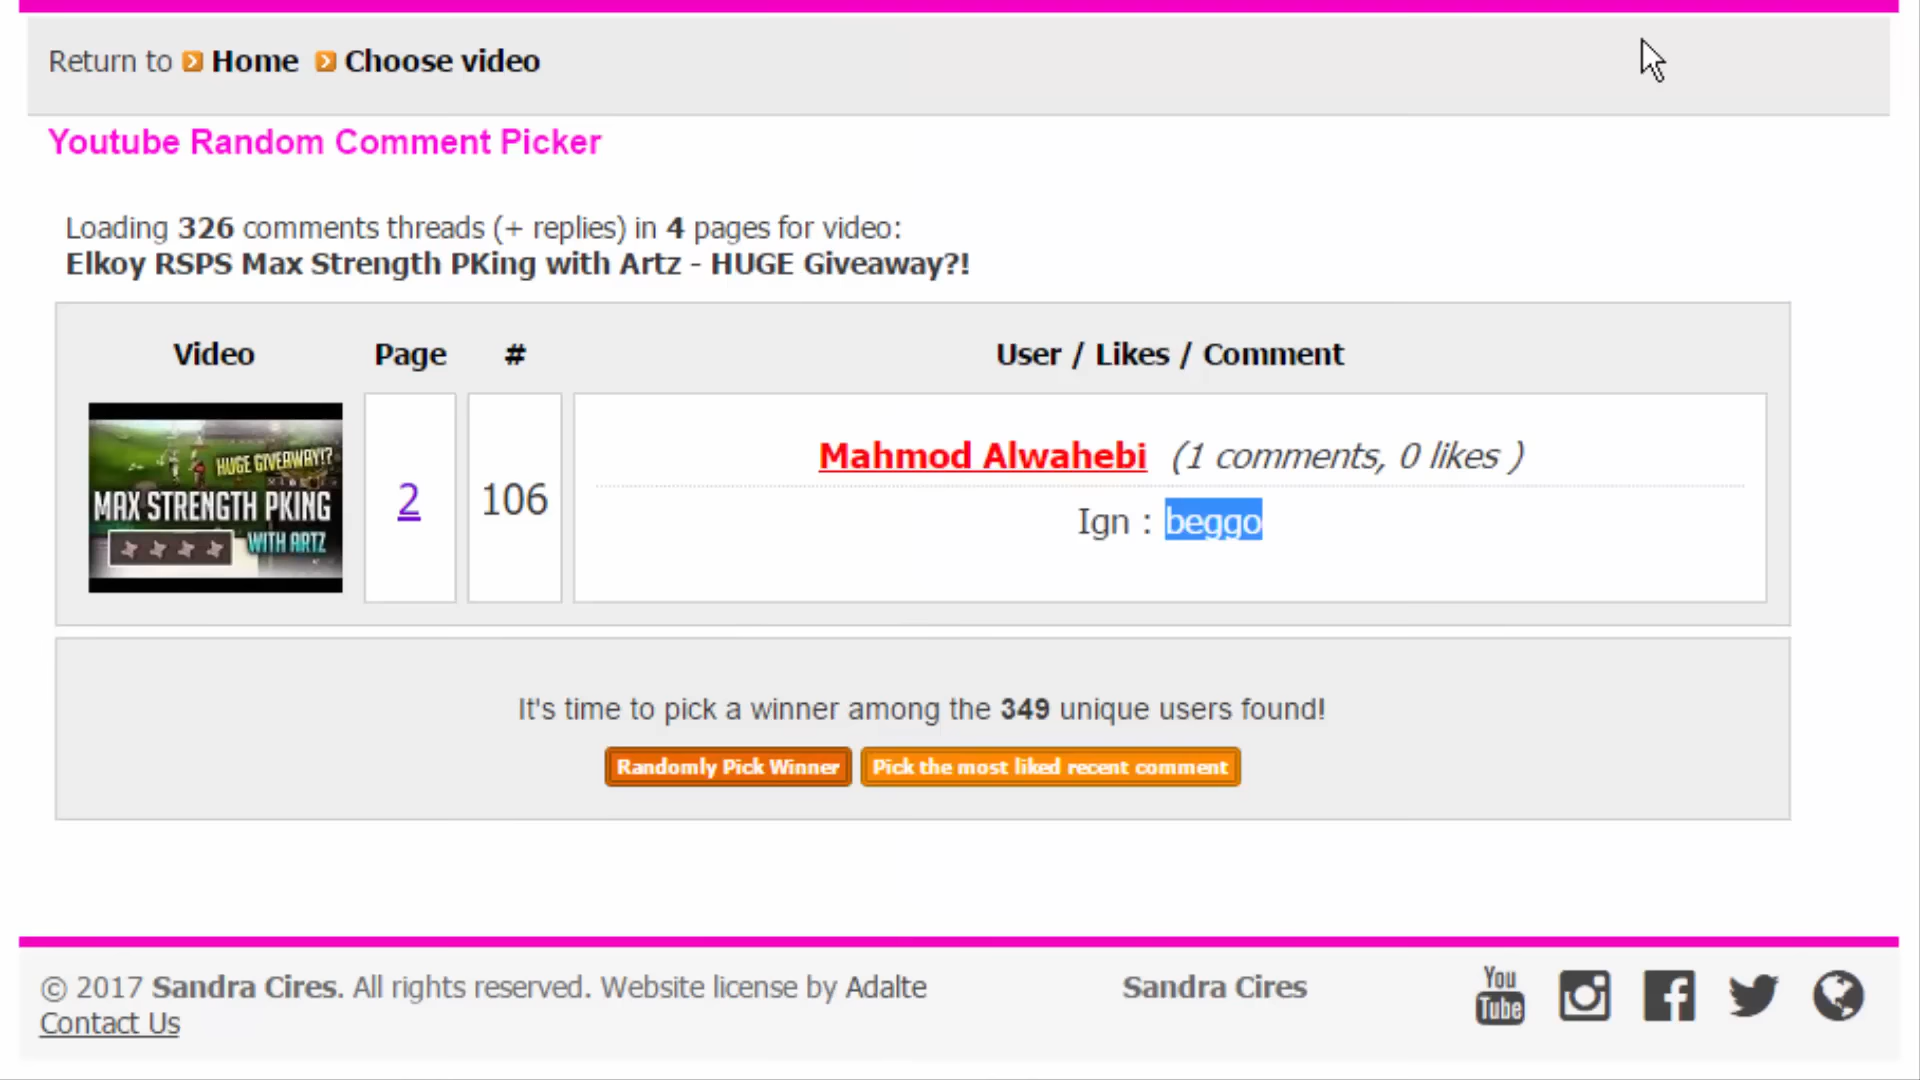 Return to Home Choose video
Youtube Random Comment Picker
Loading 326 comments threads (+ replies) in 4 pages for video:
Elkoy RSPS Max Strength PKing with Artz - HUGE Giveaway?!
Video Page # User / Likes / Comment
HUGE GIVEAWAY!?
MAX STRENGTH PKING
WITH ARTZ
2
106
Mahmod Alwahebi (1 comments, 0 likes )
Ign : beggo
It's time to pick a winner among the 349 unique users found!
Randomly Pick Winner Pick the most liked recent comment
© 2017 Sandra Cires. All rights reserved. Website license by Adalte
Contact Us
Sandra Cires
You
Tube